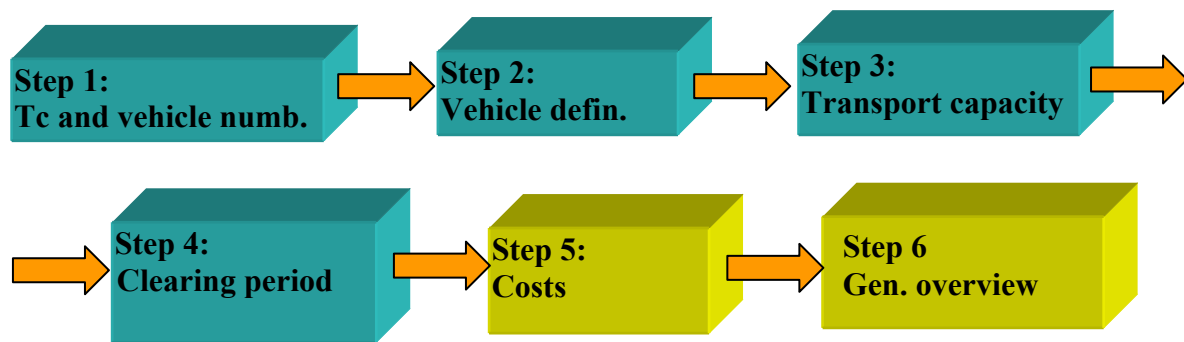 Step 1:
Tc and vehicle numb.
Step 2:
Vehicle defin.
Step 3:
Transport capacity
Step 4:
Clearing period
Step 5:
Costs
Step 6
Gen. overview